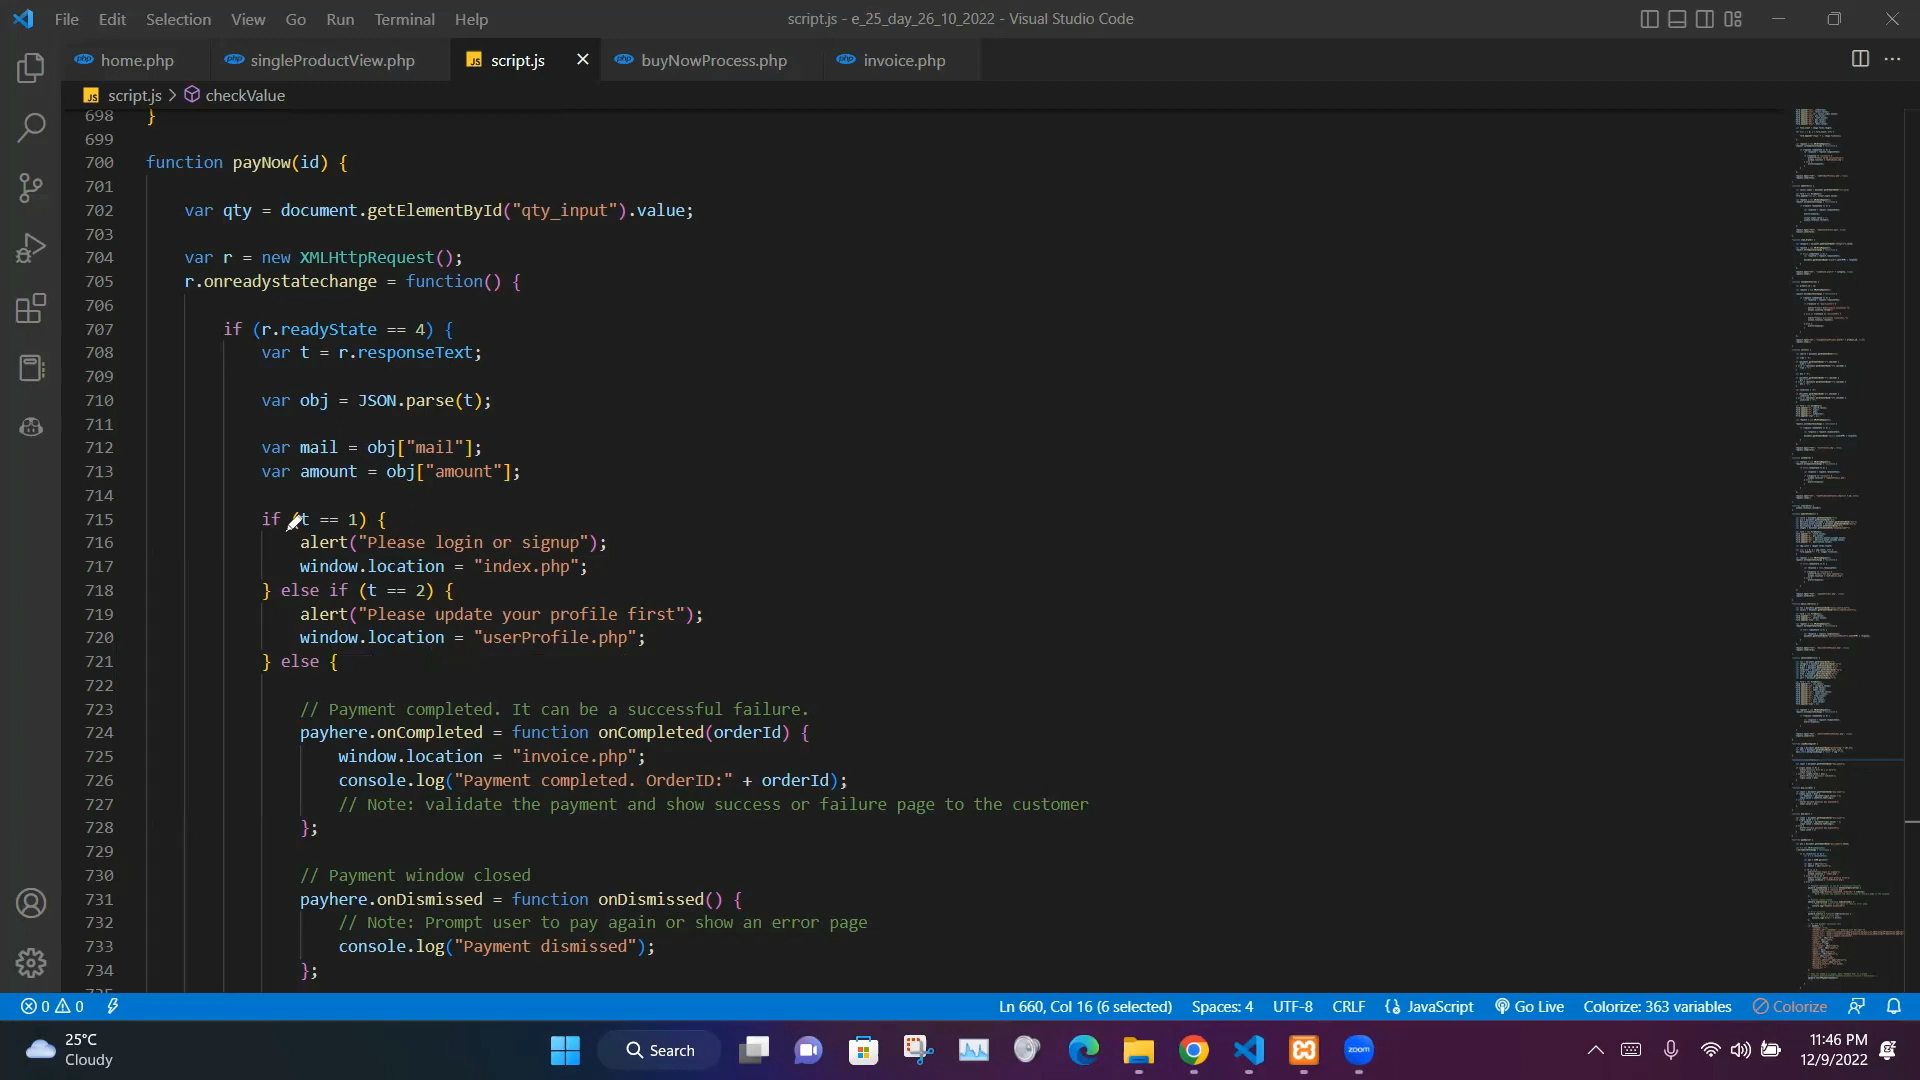 File Edit Selection View Go Run Terminal Help
script.js - e_25_day_26_10_2022 - Visual Studio Code
home.php singleProductView.php script.js buyNowProcess.php invoice.php
script.js > checkValue
698 }
699
700 function payNow(id) {
701
702 var qty = document.getElementById("qty_input").value;
703
704 var r = new XMLHttpRequest();
705 r.onreadystatechange = function() {
706
707 if (r.readyState == 4) {
708 var t = r.responseText;
709
710 var obj = JSON.parse(t);
711
712 var mail = obj["mail"];
713 var amount = obj["amount"];
714
715 if (t == 1) {
716 alert("Please login or signup");
717 window.location = "index.php";
718 } else if (t == 2) {
719 alert("Please update your profile first");
720 window.location = "userProfile.php";
721 } else {
722
723 // Payment completed. It can be a successful failure.
724 payhere.onCompleted = function onCompleted(orderId) {
725 window.location = "invoice.php";
726 console.log("Payment completed. OrderID:" + orderId);
727 // Note: validate the payment and show success or failure page to the customer
728 };
729
730 // Payment window closed
731 payhere.onDismissed = function onDismissed() {
732 // Note: Prompt user to pay again or show an error page
733 console.log("Payment dismissed");
734 };
0 0 Ln 660, Col 16 (6 selected) Spaces: 4 UTF-8 CRLF JavaScript Go Live Colorize: 363 variables Colorize
25°C
Cloudy
Search
zoom
11:46 PM
12/9/2022